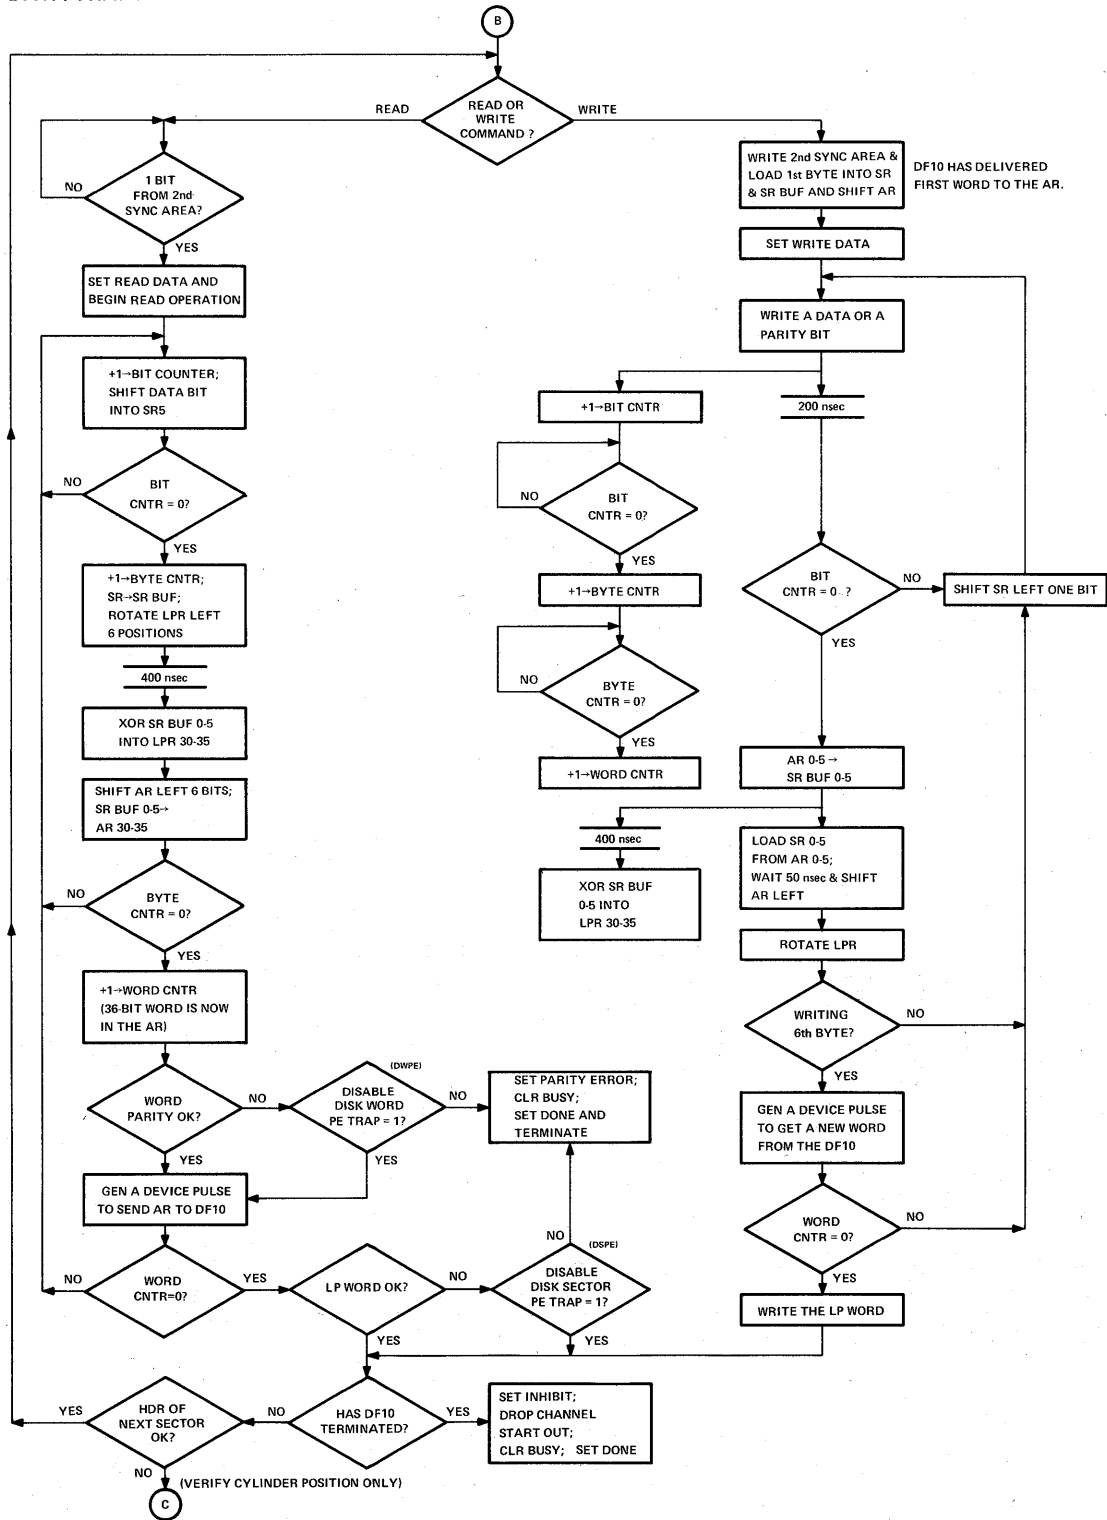 B
READ OR
WRITE
COMMAND ?
READ
WRITE
1 BIT
FROM 2nd
SYNC AREA?
NO
YES
SET READ DATA AND
BEGIN READ OPERATION
+1→BIT COUNTER;
SHIFT DATA BIT
INTO SR5
BIT
CNTR = 0?
NO
YES
+1→BYTE CNTR;
SR→SR BUF;
ROTATE LPR LEFT
6 POSITIONS
400 nsec
XOR SR BUF 0-5
INTO LPR 30-35
SHIFT AR LEFT 6 BITS;
SR BUF 0-5→
AR 30-35
BYTE
CNTR = 0?
NO
YES
+1→WORD CNTR
(36-BIT WORD IS NOW
IN THE AR)
WORD
PARITY OK?
NO
YES
(DWPE)
DISABLE
DISK WORD
PE TRAP = 1?
NO
YES
SET PARITY ERROR;
CLR BUSY;
SET DONE AND
TERMINATE
GEN A DEVICE PULSE
TO SEND AR TO DF10
WORD
CNTR=0?
NO
YES
LP WORD OK?
NO
YES
(DSPE)
DISABLE
DISK SECTOR
PE TRAP = 1?
NO
YES
HAS DF10
TERMINATED?
NO
YES
SET INHIBIT;
DROP CHANNEL
START OUT;
CLR BUSY; SET DONE
HDR OF
NEXT SECTOR
OK?
YES
NO
(VERIFY CYLINDER POSITION ONLY)
C
WRITE 2nd SYNC AREA &
LOAD 1st BYTE INTO SR
& SR BUF AND SHIFT AR
DF10 HAS DELIVERED
FIRST WORD TO THE AR.
SET WRITE DATA
WRITE A DATA OR A
PARITY BIT
+1→BIT CNTR
BIT
CNTR = 0?
NO
YES
+1→BYTE CNTR
BYTE
CNTR = 0?
NO
YES
+1→WORD CNTR
200 nsec
BIT
CNTR = 0 ?
NO
YES
SHIFT SR LEFT ONE BIT
AR 0-5 →
SR BUF 0-5
400 nsec
XOR SR BUF
0-5 INTO
LPR 30-35
LOAD SR 0-5
FROM AR 0-5;
WAIT 50 nsec & SHIFT
AR LEFT
ROTATE LPR
WRITING
6th BYTE?
NO
YES
GEN A DEVICE PULSE
TO GET A NEW WORD
FROM THE DF10
WORD
CNTR = 0?
NO
YES
WRITE THE LP WORD